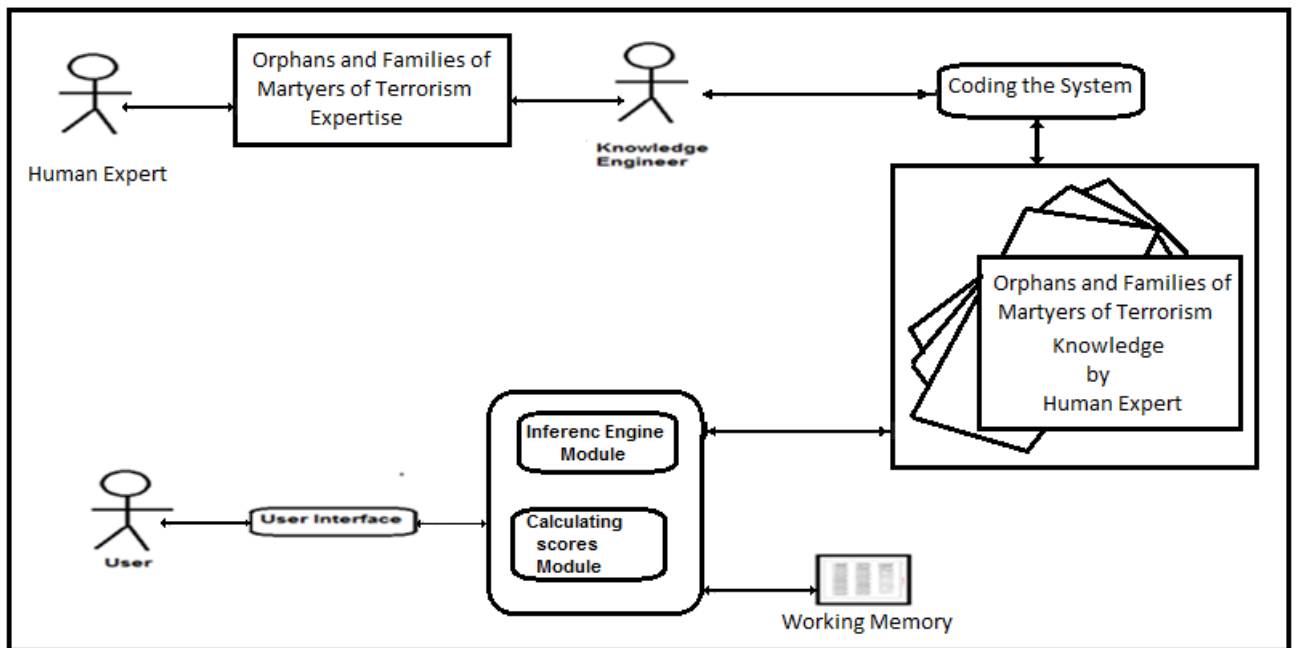 Orphans and Families of
Martyers of Terrorism
Expertise
Human Expert
Knowledge
Engineer
Coding the System
Orphans and Families of
Martyers of Terrorism
Knowledge
by
Human Expert
Inferenc Engine
Module
Calculating
scores
Module
User Interface
User
Working Memory